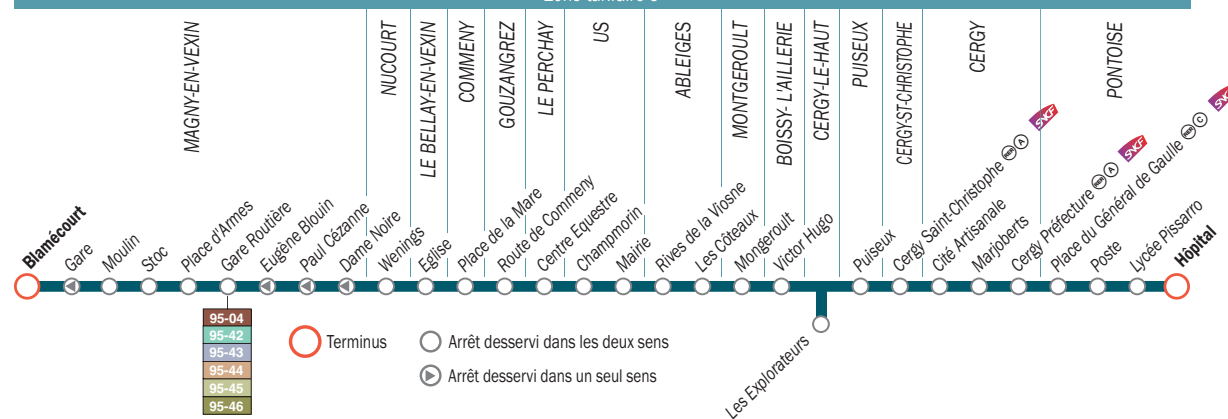 MAGNY-EN-VEXIN
NUCOURT
LE BELLAY-EN-VEXIN
COMMENY
GOUZANGREZ
LE PERCHAY
US
ABLEIGES
MONTGEROULT
BOISSY-L'AILLERIE
CERGY-LE-HAUT
PUISEUX
CERGY-ST-CHRISTOPHE
CERGY
PONTOISE
Blamécourt
Gare
Moulin
Stoc
Place d'Armes
Gare Routière
Eugène Blouin
Paul Cézanne
Dame Noire
Wenings
Eglise
Place de la Mare
Route de Commeny
Centre Equestre
Champmorin
Mairie
Rives de la Viosne
Les Côteaux
Mongeroult
Victor Hugo
Les Explorateurs
Puiseux
Cergy Saint-Christophe RER A SNCF
Cité Artisanale
Marjoberts
Cergy Préfecture RER A SNCF
Place du Général de Gaulle RER C SNCF
Poste
Lycée Pissarro
Hôpital
95-04
95-42
95-43
95-44
95-45
95-46
Terminus
Arrêt desservi dans les deux sens
Arrêt desservi dans un seul sens